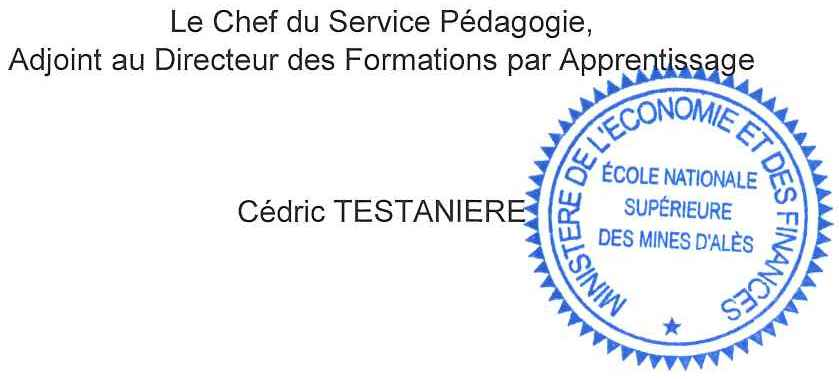 Le Chef du Service Pédagogie,
Adjoint au Directeur des Formations par Apprentissage
Cédric TESTANIERE
MINISTÈRE DE L'ECONOMIE ET DES FINANCES
ÉCOLE NATIONALE
SUPÉRIEURE
DES MINES D'ALÈS